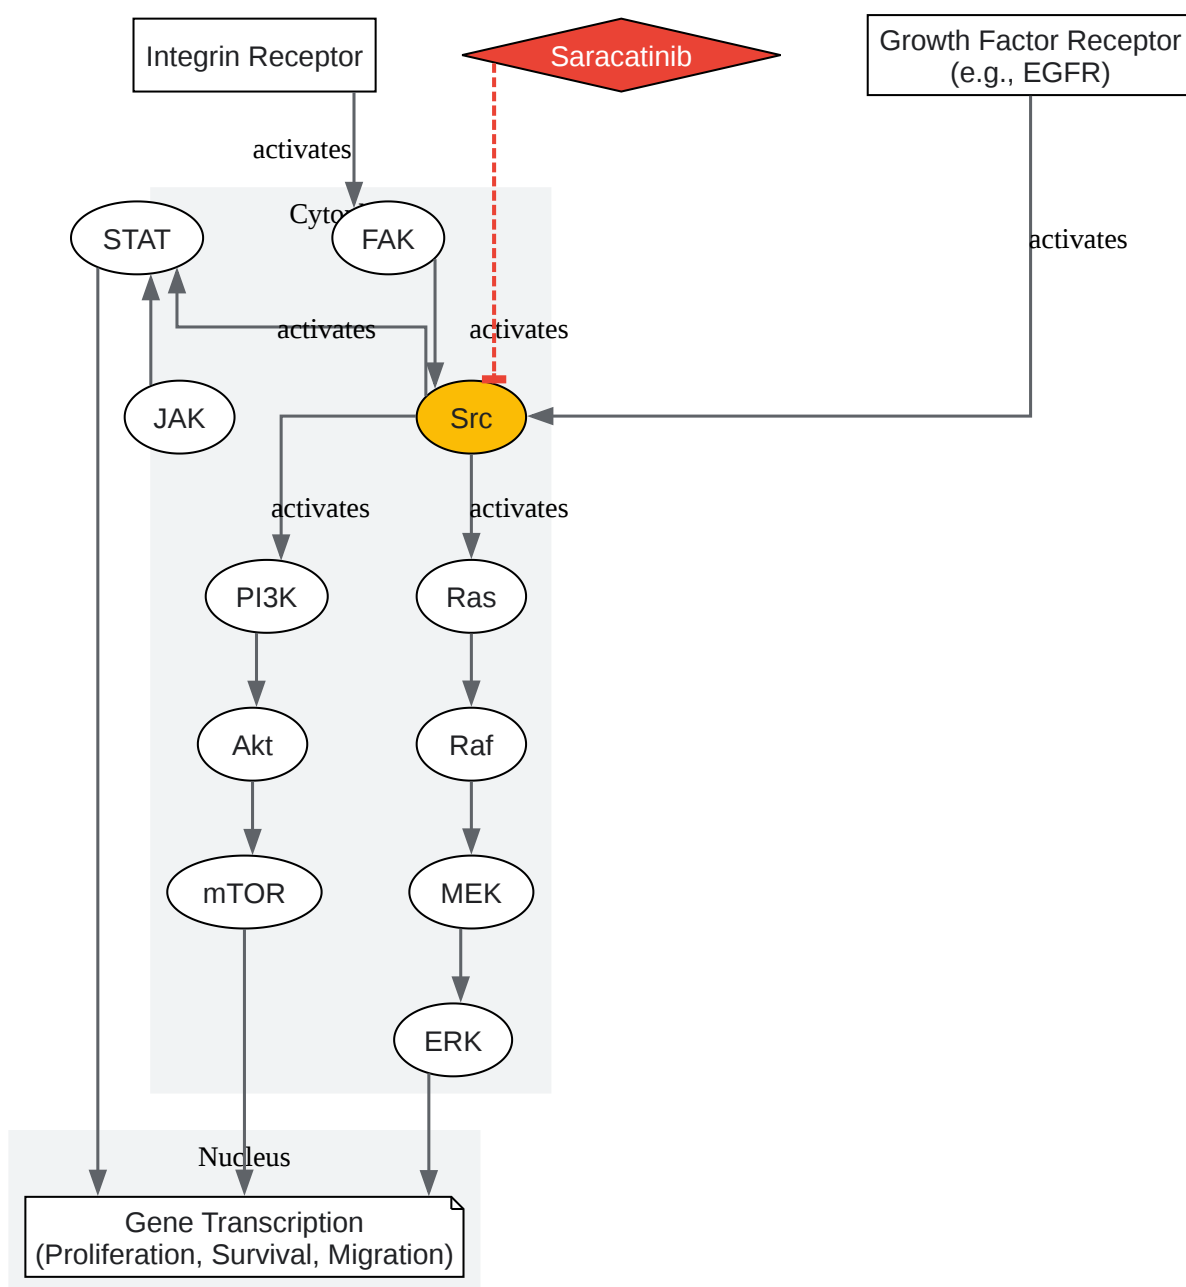 Integrin Receptor
Saracatinib
Growth Factor Receptor
(e.g., EGFR)
activates
STAT
FAK
activates
activates
activates
JAK
Src
activates
activates
PI3K
Ras
Akt
Raf
mTOR
MEK
ERK
Nucleus
Gene Transcription
(Proliferation, Survival, Migration)